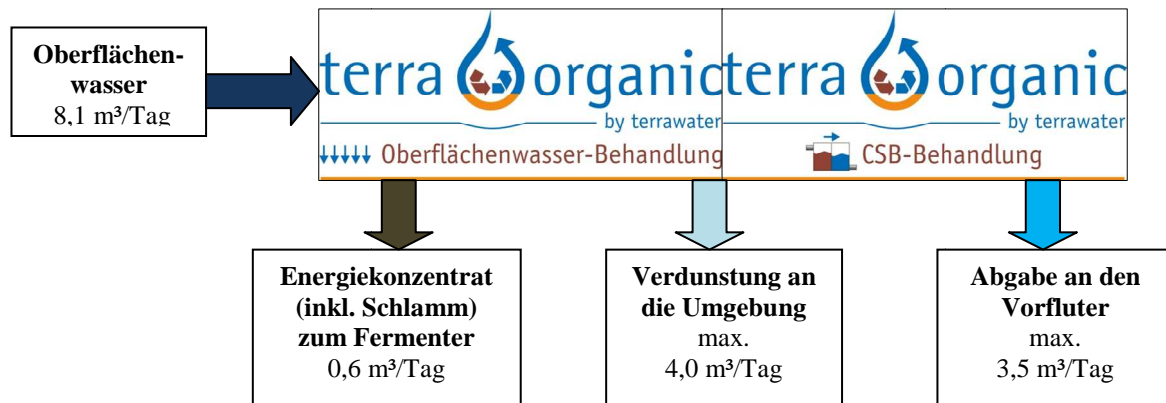 Oberflächen-
wasser
8,1 m³/Tag
terra organic
by terrawater
Oberflächenwasser-Behandlung
terra organic
by terrawater
CSB-Behandlung
Energiekonzentrat
(inkl. Schlamm)
zum Fermenter
0,6 m³/Tag
Verdunstung an
die Umgebung
max.
4,0 m³/Tag
Abgabe an den
Vorfluter
max.
3,5 m³/Tag